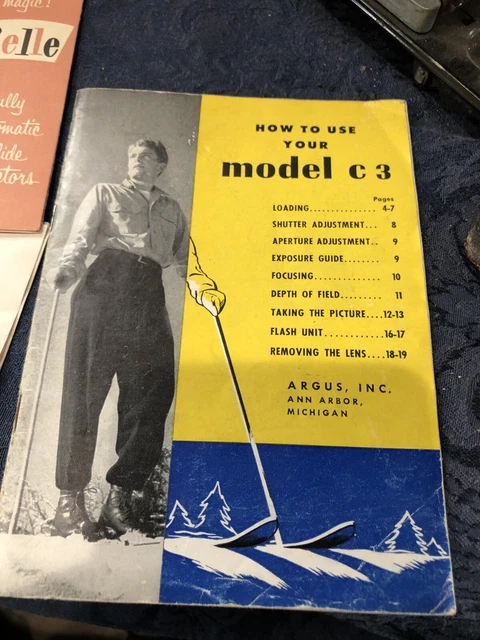 magic!
elle
ully
omatic
lide
ctors
HOW TO USE
YOUR
model c 3
Pages
LOADING............... 4-7
SHUTTER ADJUSTMENT... 8
APERTURE ADJUSTMENT.. 9
EXPOSURE GUIDE........ 9
FOCUSING.............. 10
DEPTH OF FIELD......... 11
TAKING THE PICTURE....12-13
FLASH UNIT............16-17
REMOVING THE LENS....18-19
ARGUS, INC.
ANN ARBOR,
MICHIGAN